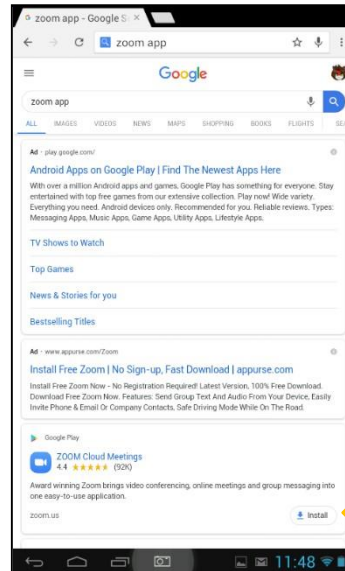 zoom app - Google S
zoom app
Google
zoom app
ALL IMAGES VIDEOS NEWS MAPS SHOPPING BOOKS FLIGHTS
Ad · play.google.com/
Android Apps on Google Play | Find The Newest Apps Here
With over a million Android apps and games, Google Play has something for everyone. Stay
entertained with top free games from our extensive collection. Play now! Wide variety.
Everything you need. Android devices only. Recommended for you. Reliable reviews. Types:
Messaging Apps, Music Apps, Game Apps, Utility Apps, Lifestyle Apps.
TV Shows to Watch
Top Games
News & Stories for you
Bestselling Titles
Ad · www.appurse.com/Zoom
Install Free Zoom | No Sign-up, Fast Download | appurse.com
Install Free Zoom Now - No Registration Required! Latest Version, 100% Free Download.
Download Free Zoom Now. Features: Send Group Text And Audio From Your Device, Easily
Invite Phone & Email Or Company Contacts, Safe Driving Mode While On The Road.
Google Play
ZOOM Cloud Meetings
4.4 ★★★★★ (92K)
Award winning Zoom brings video conferencing, online meetings and group messaging into
one easy-to-use application.
zoom.us Install
11:48